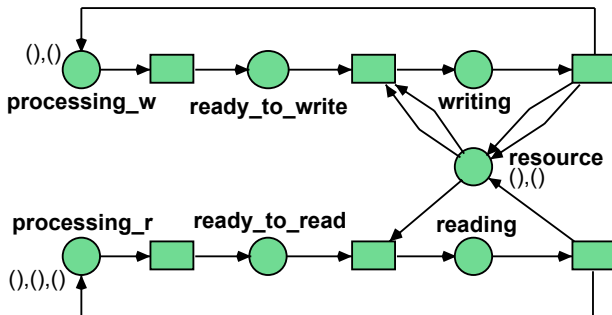 (),()
processing_w
ready_to_write
writing
resource
(),()
processing_r
ready_to_read
reading
(),(),()